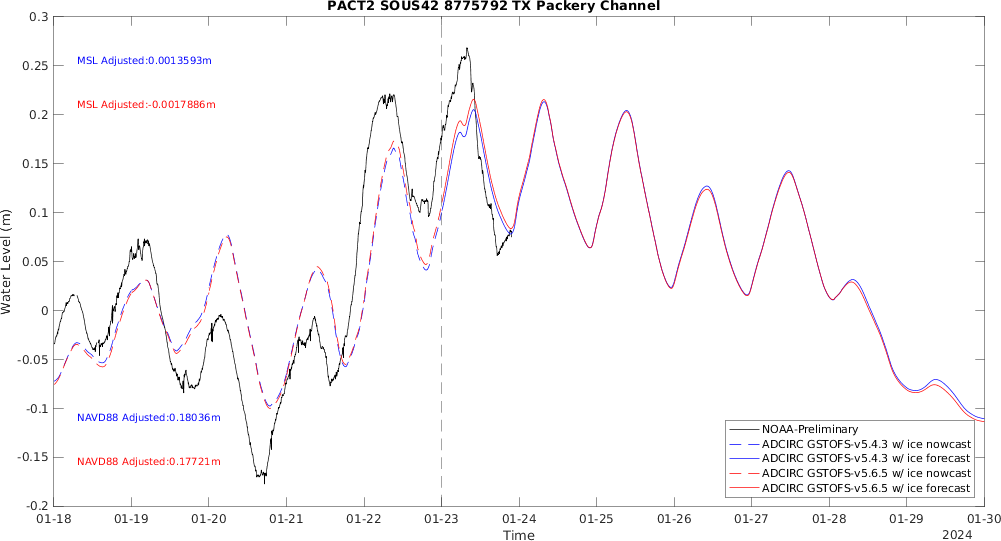 PACT2 SOUS42 8775792 TX Packery Channel
0.3
0.25
0.2
0.15
0.1
0.05
0
-0.05
-0.1
-0.15
-0.2
Water Level (m)
MSL Adjusted:0.0013593m
MSL Adjusted:-0.0017886m
NAVD88 Adjusted:0.18036m
NAVD88 Adjusted:0.17721m
NOAA-Preliminary
ADCIRC GSTOFS-v5.4.3 w/ ice nowcast
ADCIRC GSTOFS-v5.4.3 w/ ice forecast
ADCIRC GSTOFS-v5.6.5 w/ ice nowcast
ADCIRC GSTOFS-v5.6.5 w/ ice forecast
01-18 01-19 01-20 01-21 01-22 01-23 01-24 01-25 01-26 01-27 01-28 01-29 01-30
Time
2024